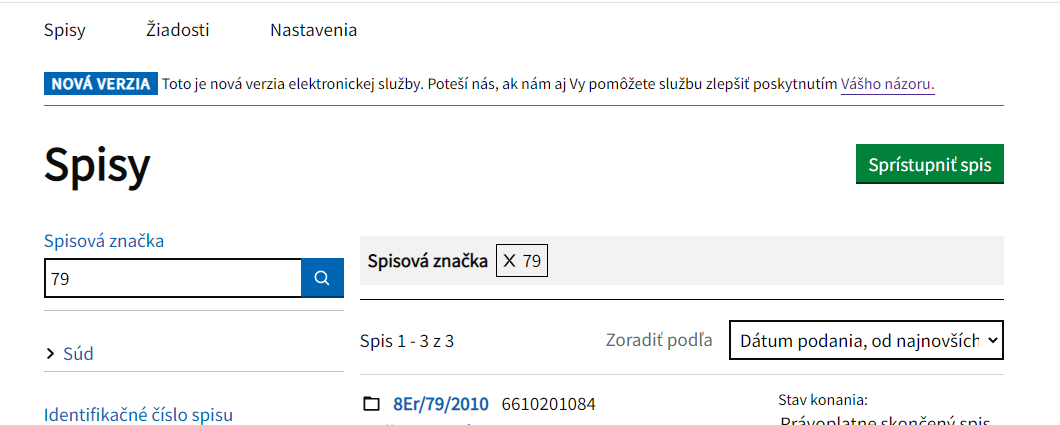 Spisy Žiadosti Nastavenia
NOVÁ VERZIA Toto je nová verzia elektronickej služby. Poteší nás, ak nám aj Vy pomôžete službu zlepšiť poskytnutím Vášho názoru.
Spisy
Sprístupniť spis
Spisová značka
79
Súd
Identifikačné číslo spisu
Spisová značka X 79
Spis 1 - 3 z 3 Zoradiť podľa Dátum podania, od najnovších
8Er/79/2010 6610201084
Stav konania:
Právoplatne skončený spis